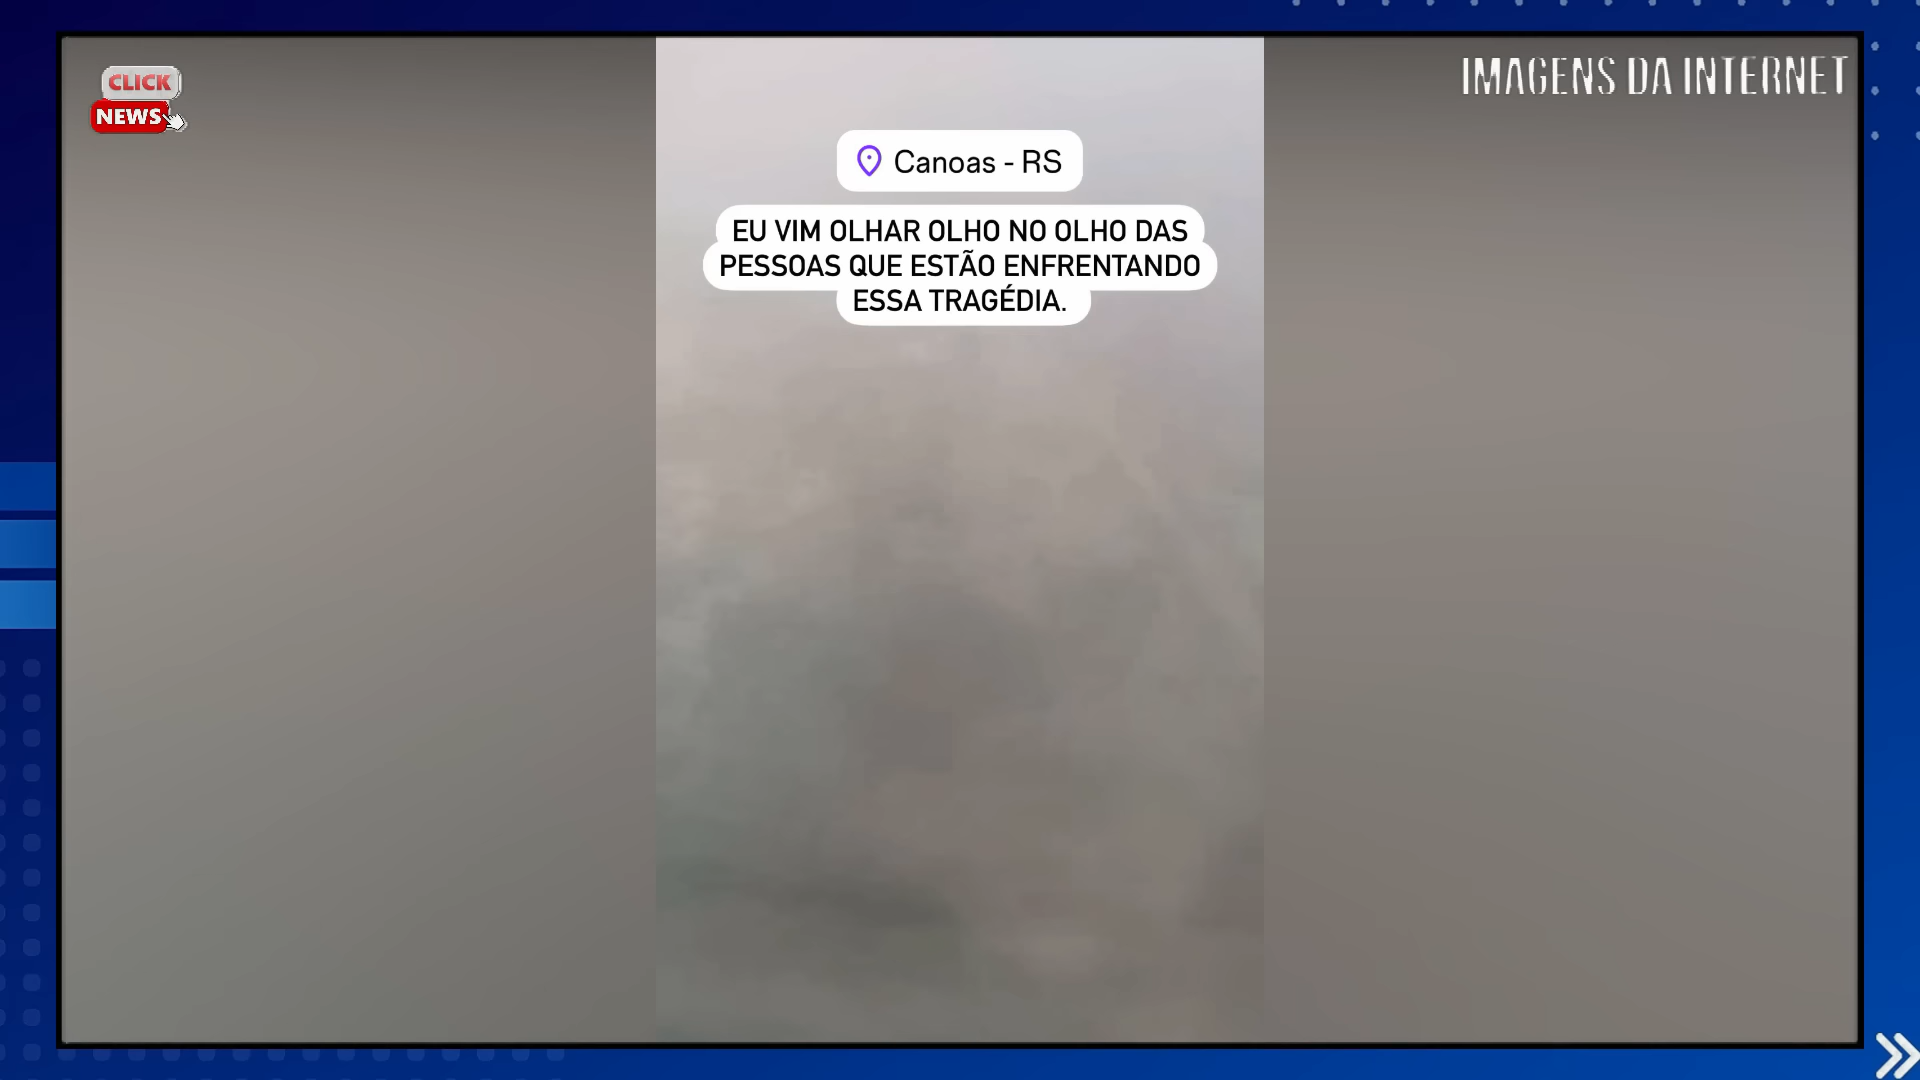 CLICK
NEWS
IMAGENS DA INTERNET
Canoas - RS
EU VIM OLHAR OLHO NO OLHO DAS
PESSOAS QUE ESTÃO ENFRENTANDO
ESSA TRAGÉDIA.